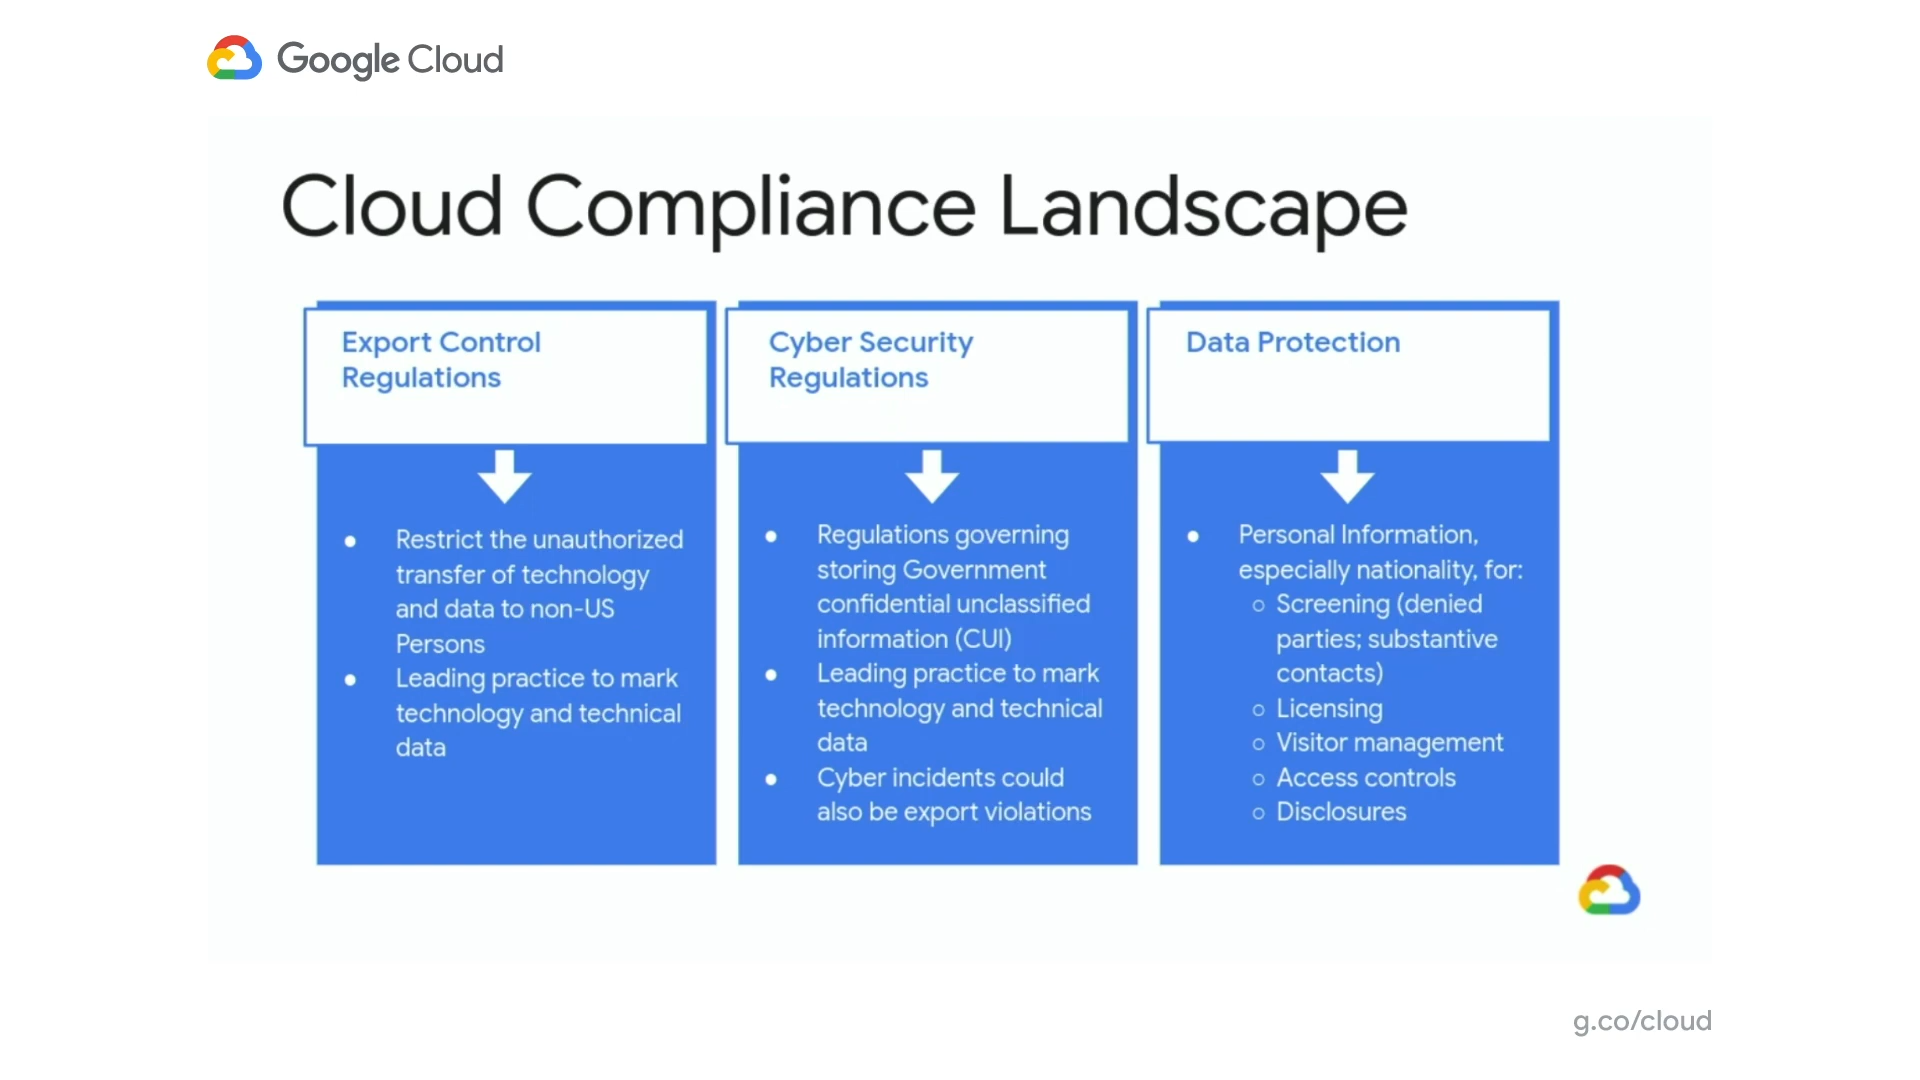 Google Cloud
Cloud Compliance Landscape
Export Control
Regulations
● Restrict the unauthorized
transfer of technology
and data to non-US
Persons
● Leading practice to mark
technology and technical
data
Cyber Security
Regulations
● Regulations governing
storing Government
confidential unclassified
information (CUI)
● Leading practice to mark
technology and technical
data
● Cyber incidents could
also be export violations
Data Protection
● Personal Information,
especially nationality, for:
○ Screening (denied
parties; substantive
contacts)
○ Licensing
○ Visitor management
○ Access controls
○ Disclosures
g.co/cloud